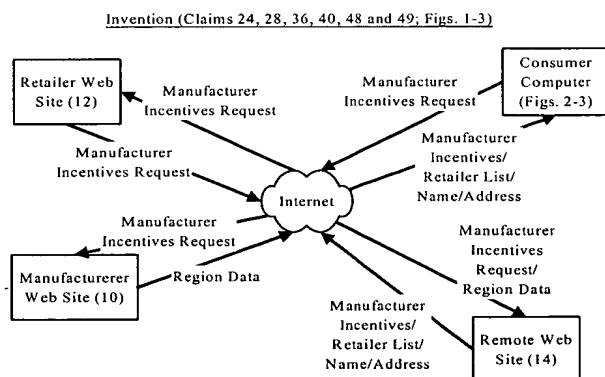 Invention (Claims 24, 28, 36, 40, 48 and 49; Figs. 1-3)
Retailer Web
Site (12)
Manufacturer
Incentives Request
Manufacturer
Incentives Request
Consumer
Computer
(Figs. 2-3)
Manufacturer
Incentives Request
Manufacturer
Incentives/
Retailer List/
Name/Address
Internet
Manufacturer
Incentives Request
Manufacturerer
Web Site (10)
Region Data
Manufacturer
Incentives
Request/
Region Data
Manufacturer
Incentives/
Retailer List/
Name/Address
Remote Web
Site (14)